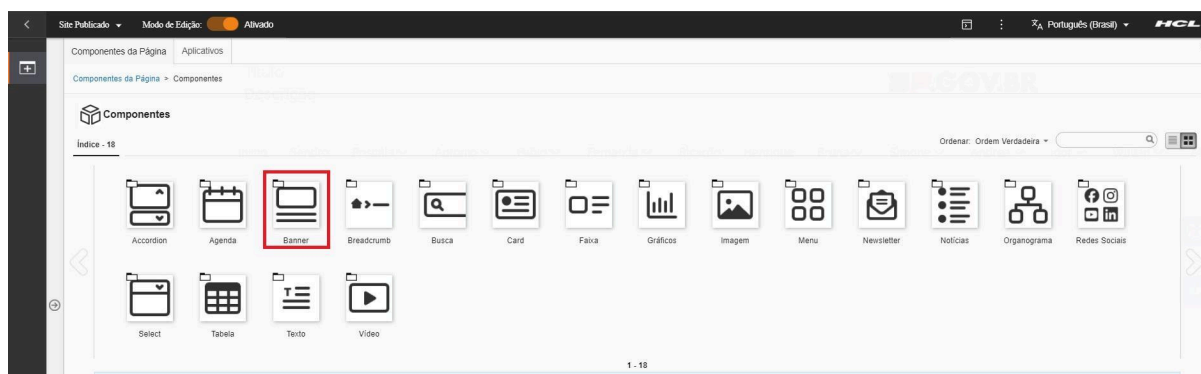 Site Publicado Modo de Edição: Ativado Português (Brasil) HCL
Componentes da Página Aplicativos
Componentes da Página > Componentes
Componentes
Índice - 18
Ordenar: Ordem Verdadeira
Accordion Agenda Banner Breadcrumb Busca Card Faixa Gráficos Imagem Menu Newsletter Notícias Organograma Redes Sociais
Select Tabela Texto Vídeo
1 - 18